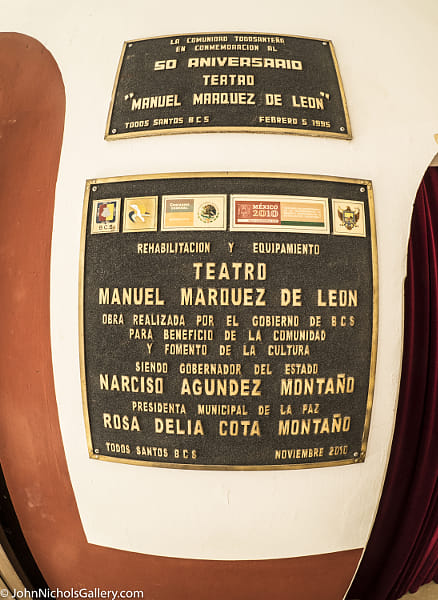 LA COMUNIDAD TODOSANTEÑA
EN CONMEMORACION AL
50 ANIVERSARIO
TEATRO
"MANUEL MARQUEZ DE LEON"
TODOS SANTOS B C S FEBRERO 5 1995
B.C.S.
MÉXICO
2010
REHABILITACION Y EQUIPAMIENTO
TEATRO
MANUEL MARQUEZ DE LEON
OBRA REALIZADA POR EL GOBIERNO DE B C S
PARA BENEFICIO DE LA COMUNIDAD
Y FOMENTO DE LA CULTURA
SIENDO GOBERNADOR DEL ESTADO
NARCISO AGUNDEZ MONTAÑO
PRESIDENTA MUNICIPAL DE LA PAZ
ROSA DELIA COTA MONTAÑO
TODOS SANTOS B C S NOVIEMBRE 2010
©JohnNicholsGallery.com